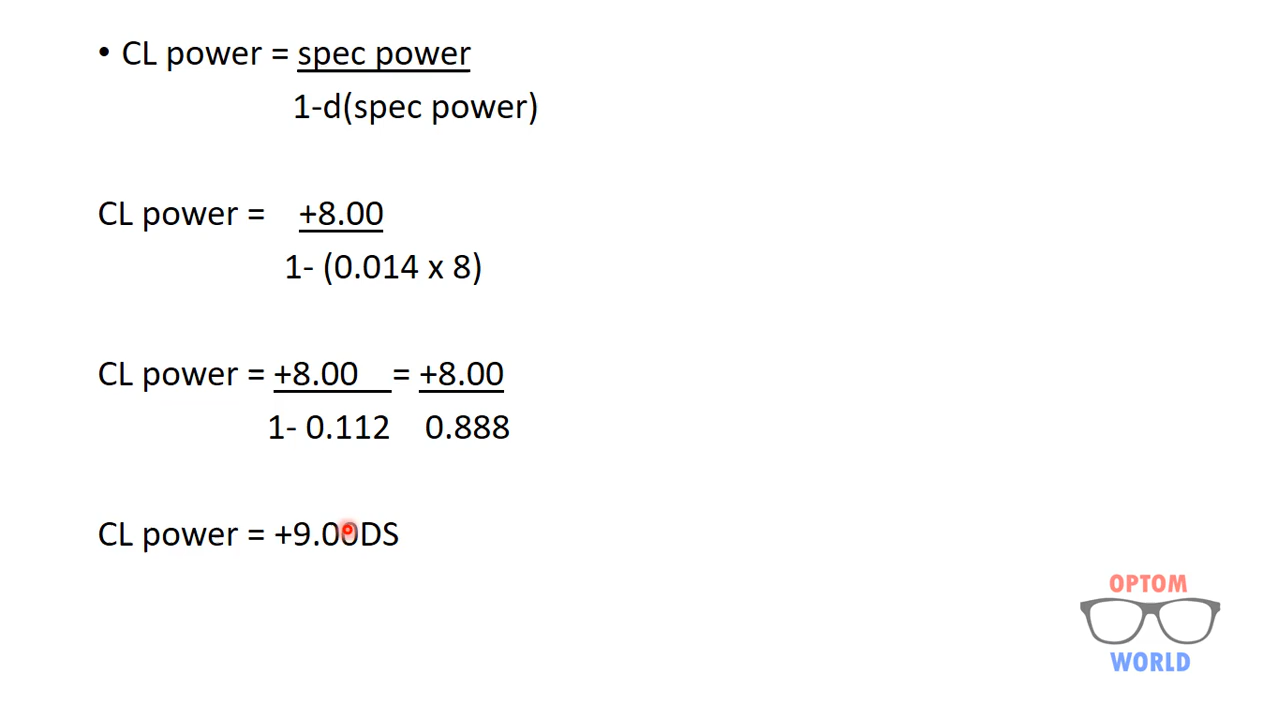 • CL power = spec power
1-d(spec power)
CL power = +8.00
1- (0.014 x 8)
CL power = +8.00 = +8.00
1- 0.112 0.888
CL power = +9.00DS
OPTOM
WORLD